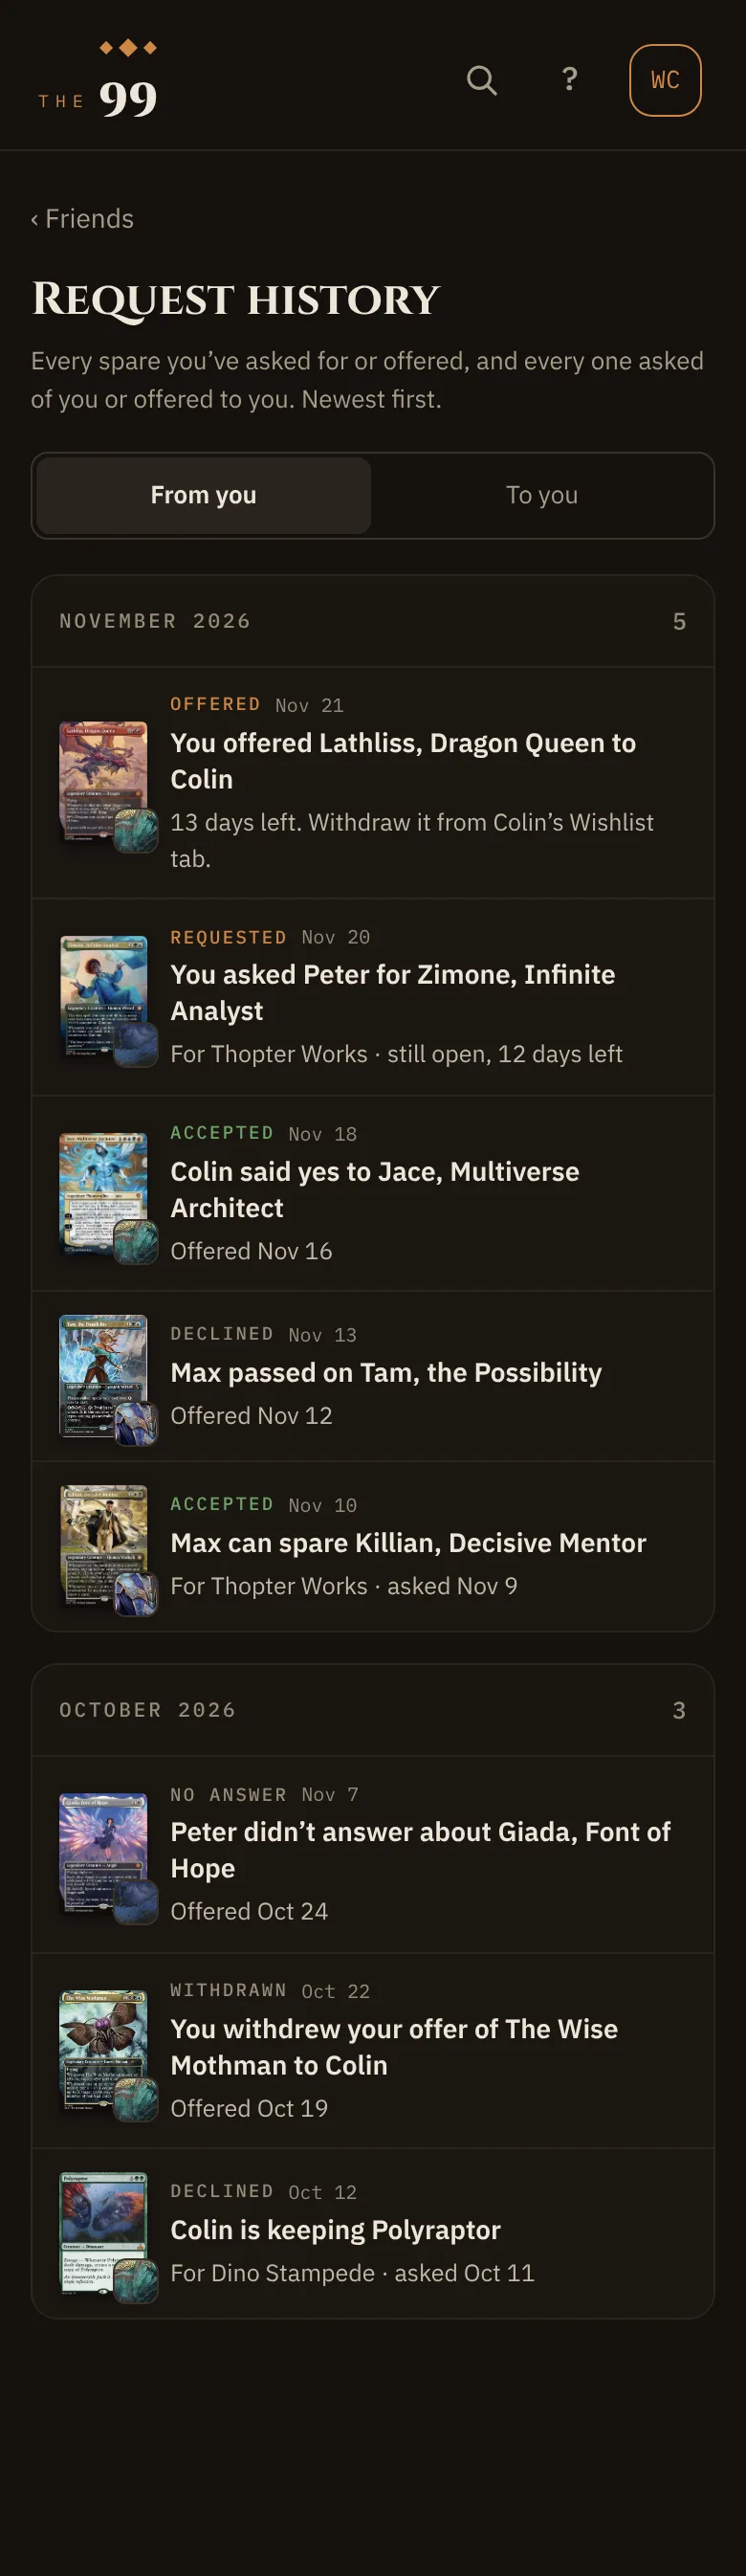 THE 99
?
WC
‹ Friends
Request history
Every spare you’ve asked for or offered, and every one asked
of you or offered to you. Newest first.
From you
To you
NOVEMBER 2026
5
OFFERED Nov 21
You offered Lathliss, Dragon Queen to
Colin
13 days left. Withdraw it from Colin’s Wishlist
tab.
REQUESTED Nov 20
You asked Peter for Zimone, Infinite
Analyst
For Thopter Works · still open, 12 days left
ACCEPTED Nov 18
Colin said yes to Jace, Multiverse
Architect
Offered Nov 16
DECLINED Nov 13
Max passed on Tam, the Possibility
Offered Nov 12
ACCEPTED Nov 10
Max can spare Killian, Decisive Mentor
For Thopter Works · asked Nov 9
OCTOBER 2026
3
NO ANSWER Nov 7
Peter didn’t answer about Giada, Font of
Hope
Offered Oct 24
WITHDRAWN Oct 22
The Wise Mothman
You withdrew your offer of The Wise
Mothman to Colin
Offered Oct 19
DECLINED Oct 12
Polyraptor
Colin is keeping Polyraptor
For Dino Stampede · asked Oct 11